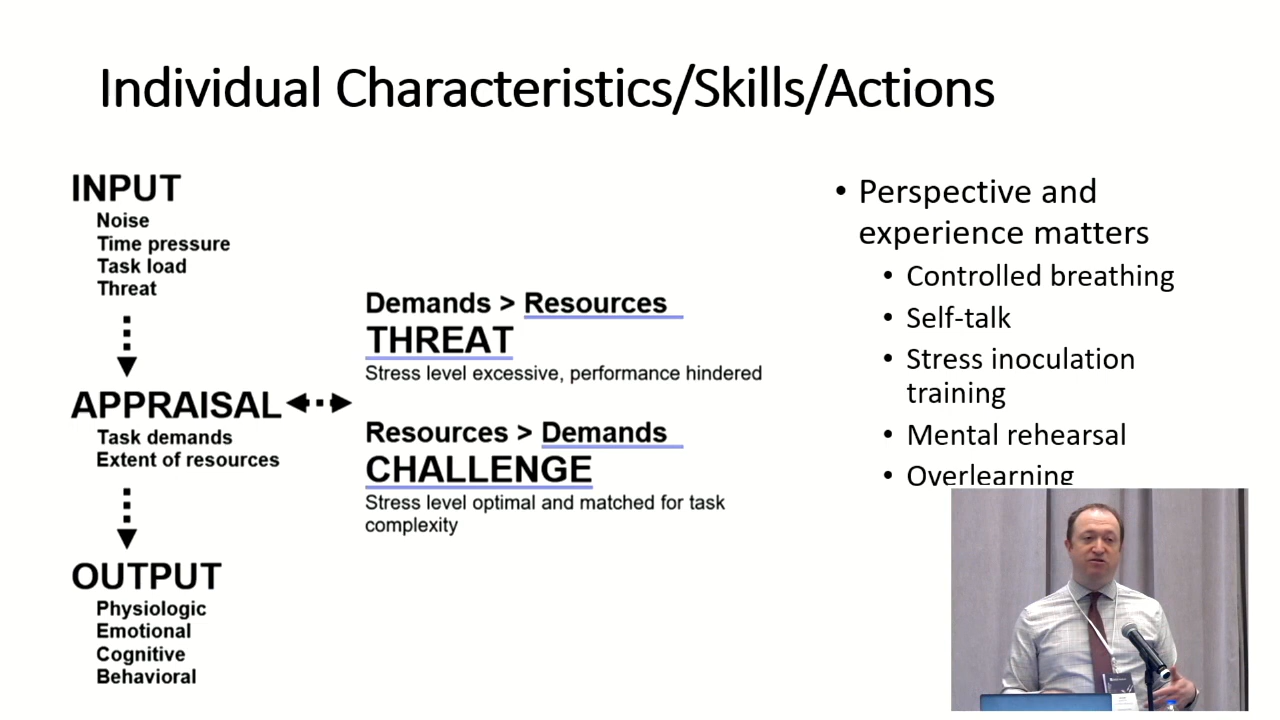 Individual Characteristics/Skills/Actions
INPUT
Noise
Time pressure
Task load
Threat
APPRAISAL
Task demands
Extent of resources
OUTPUT
Physiologic
Emotional
Cognitive
Behavioral
Demands > Resources
THREAT
Stress level excessive, performance hindered
Resources > Demands
CHALLENGE
Stress level optimal and matched for task
complexity
• Perspective and
experience matters
• Controlled breathing
• Self-talk
• Stress inoculation
training
• Mental rehearsal
• Overlearning